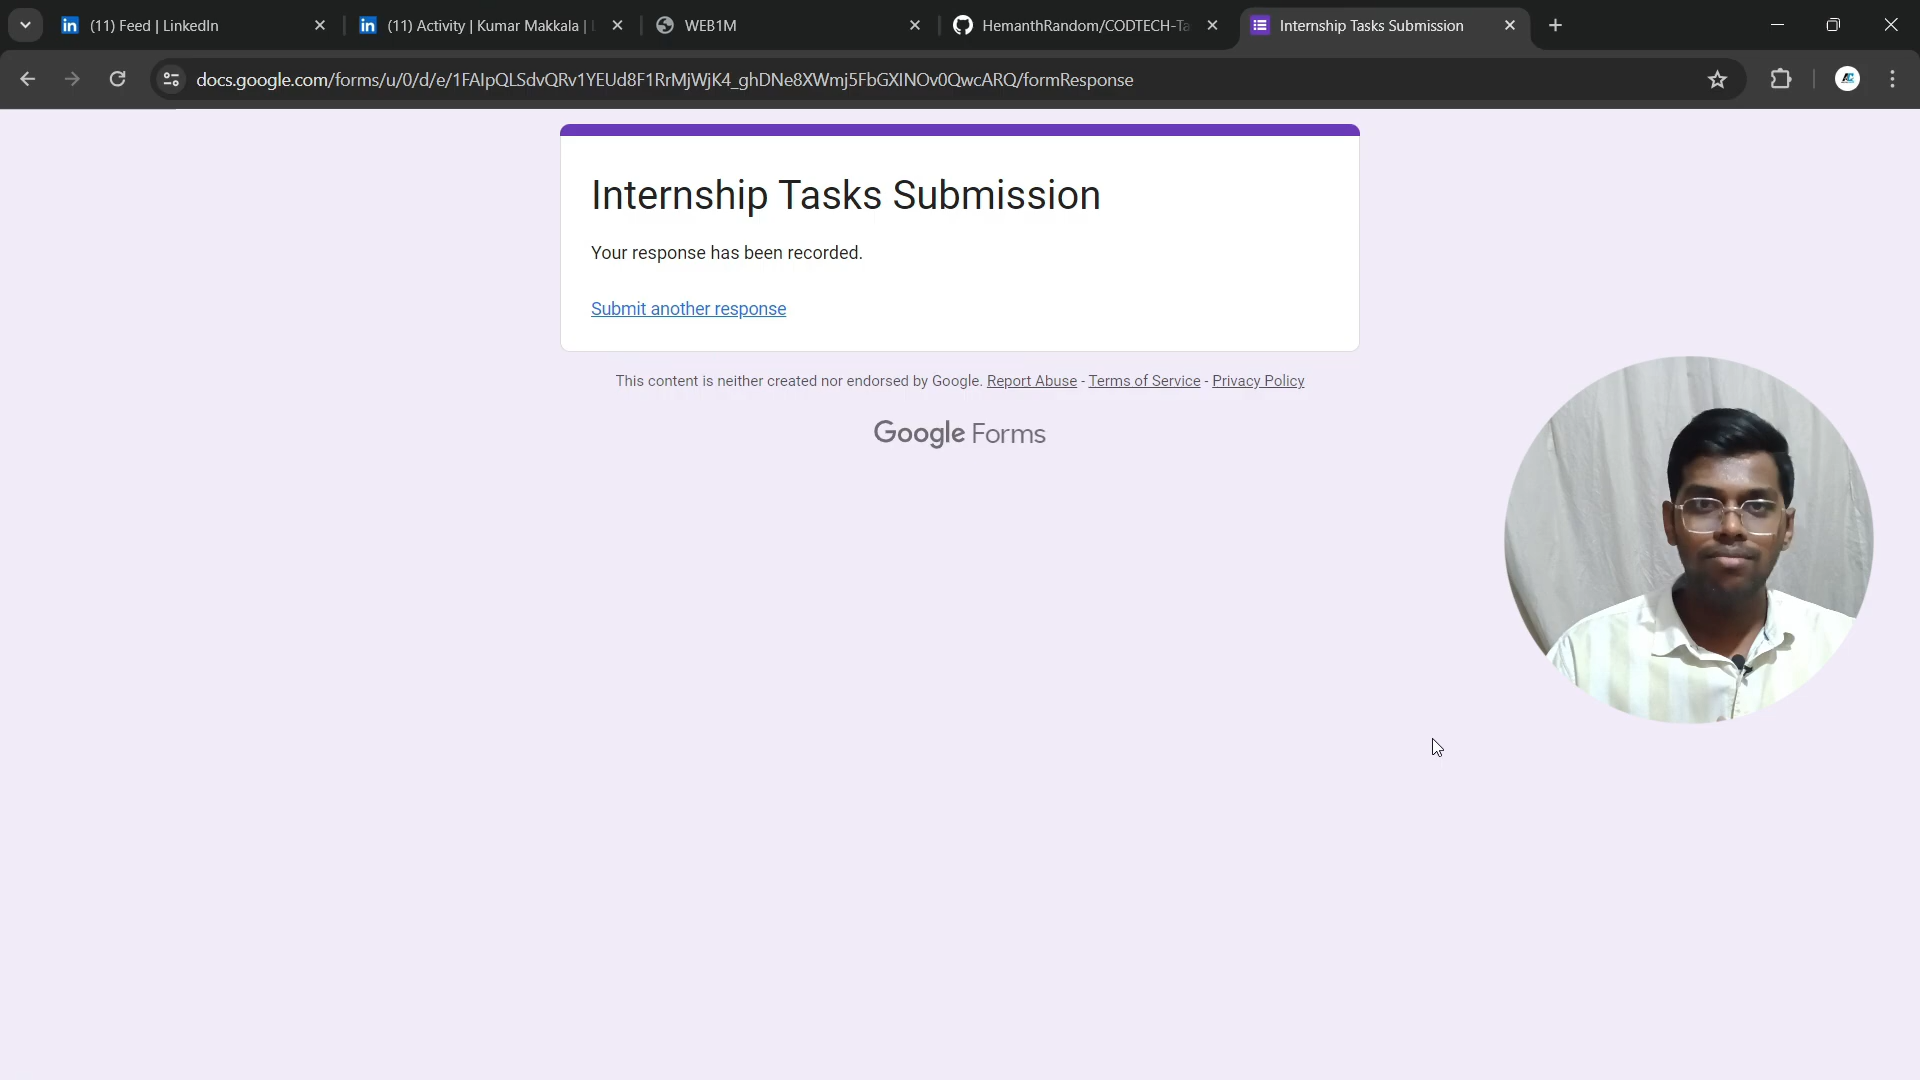 (11) Feed | LinkedIn
(11) Activity | Kumar Makkala |
WEB1M
HemanthRandom/CODTECH-Ta
Internship Tasks Submission
docs.google.com/forms/u/0/d/e/1FAIpQLSdvQRv1YEUd8F1RrMjWjK4_ghDNe8XWmj5FbGXINOv0QwcARQ/formResponse
Internship Tasks Submission
Your response has been recorded.
Submit another response
This content is neither created nor endorsed by Google. Report Abuse - Terms of Service - Privacy Policy
Google Forms